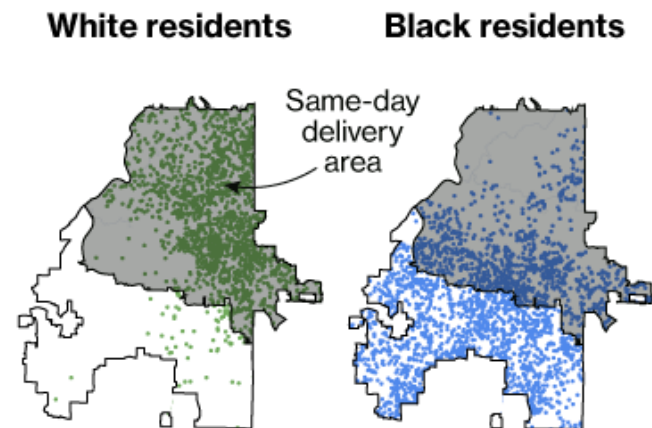 White residents
Black residents
Same-day
delivery
area